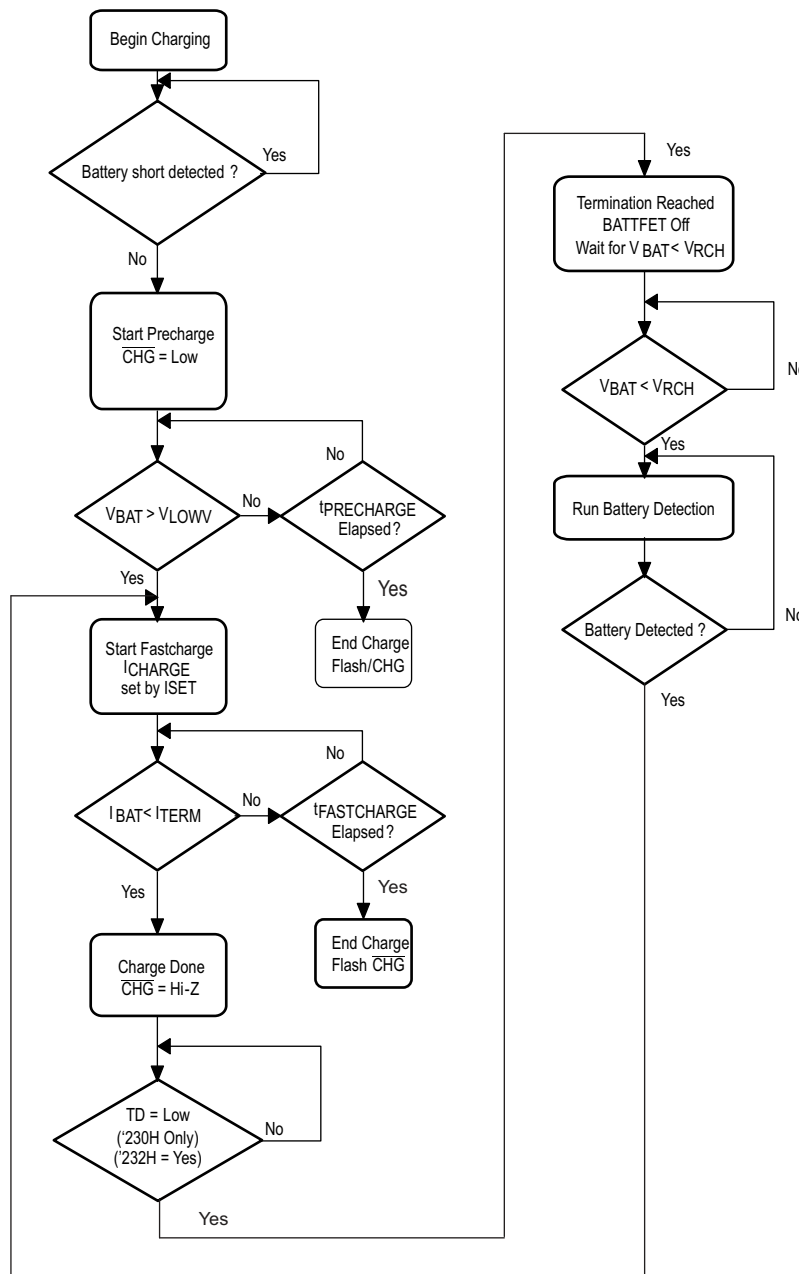 Begin Charging
Battery short detected ?
Yes
No
Start Precharge
CHG = Low
No
VBAT > VLOWV
No
tPRECHARGE
Elapsed?
Yes
Yes
Start Fastcharge
ICHARGE
set by ISET
End Charge
Flash/CHG
No
IBAT< ITERM
No
tFASTCHARGE
Elapsed?
Yes
Yes
Charge Done
CHG = Hi-Z
End Charge
Flash CHG
TD = Low
(‘230H Only)
(’232H = Yes)
No
Yes
Yes
Termination Reached
BATTFET Off
Wait for VBAT< VRCH
VBAT < VRCH
No
Yes
Run Battery Detection
Battery Detected ?
No
Yes